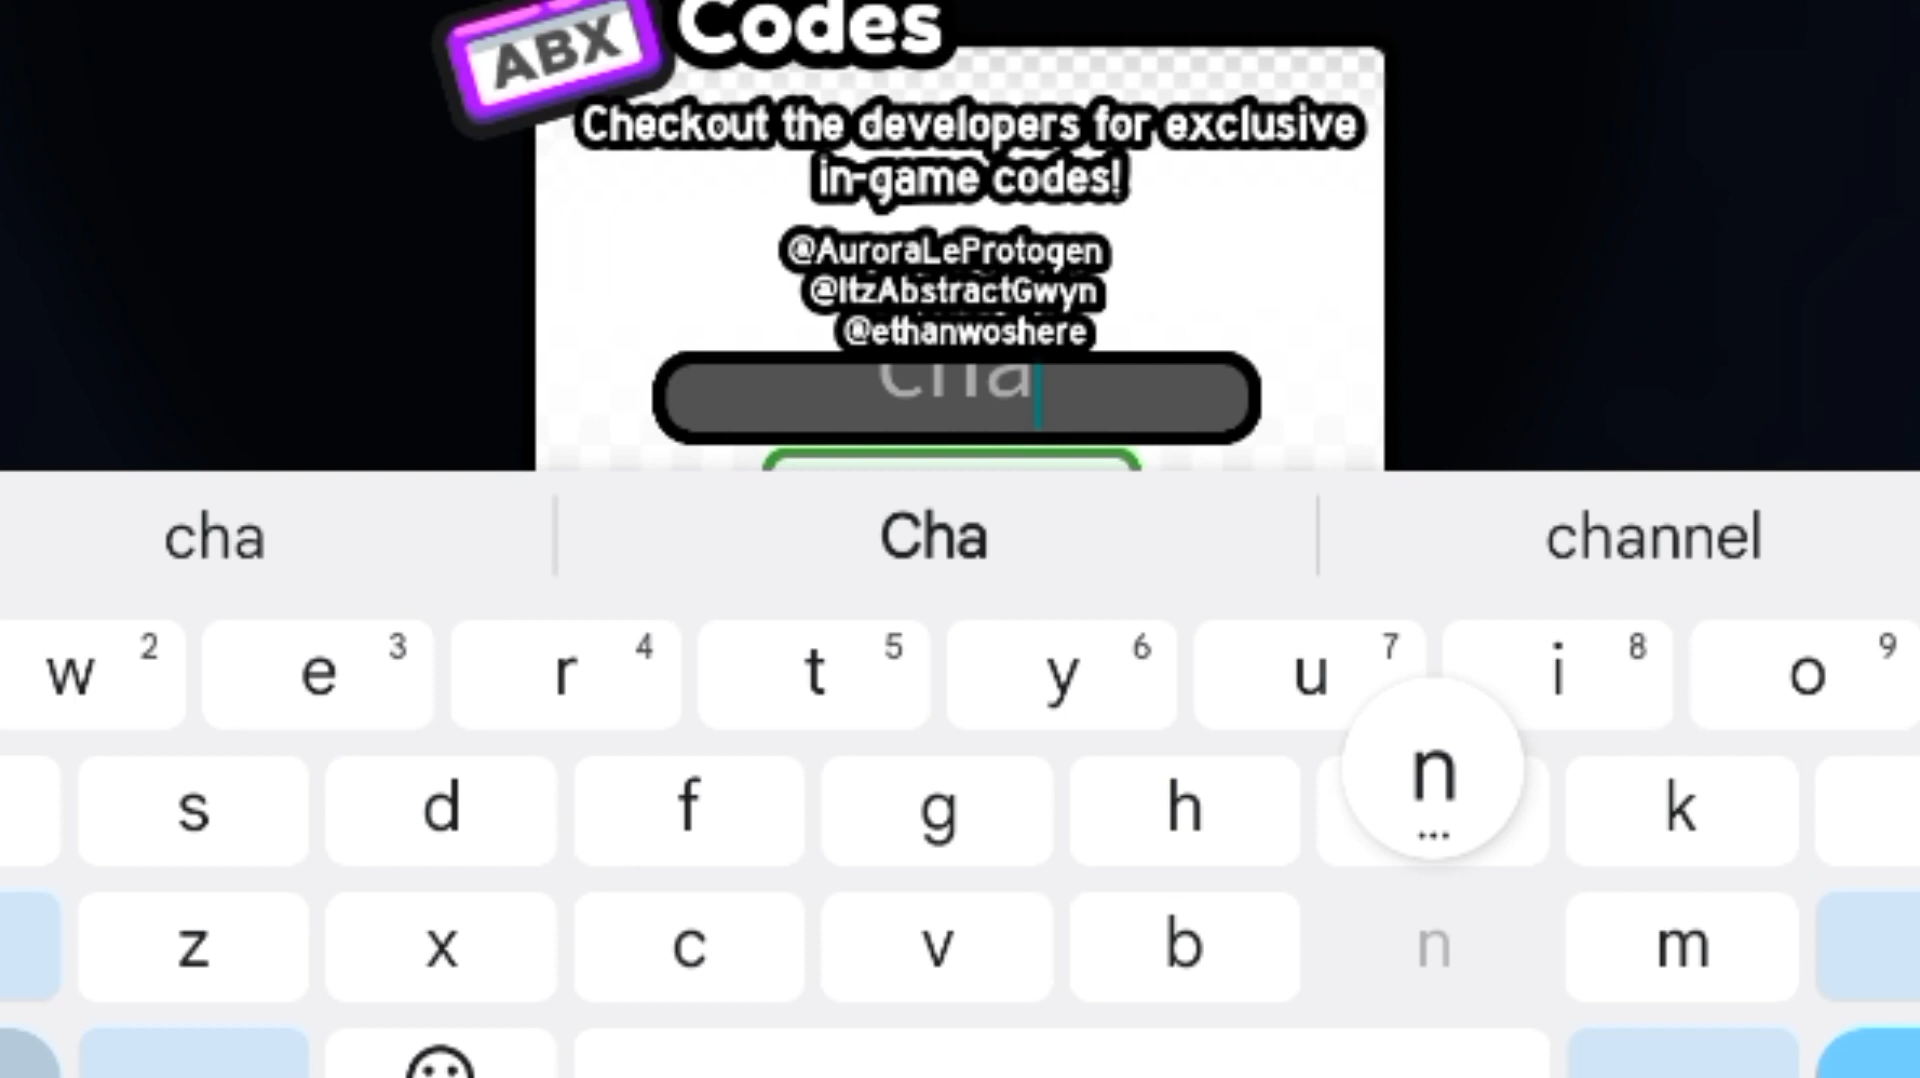 ABX Codes
Checkout the developers for exclusive
in-game codes!
@AuroraLeProtogen
@ItzAbstractGwyn
@ethanwoshere
cha
cha Cha channel
w 2 e 3 r 4 t 5 y 6 u 7 i 8 o 9
s d f g h n ... k
z x c v b n m